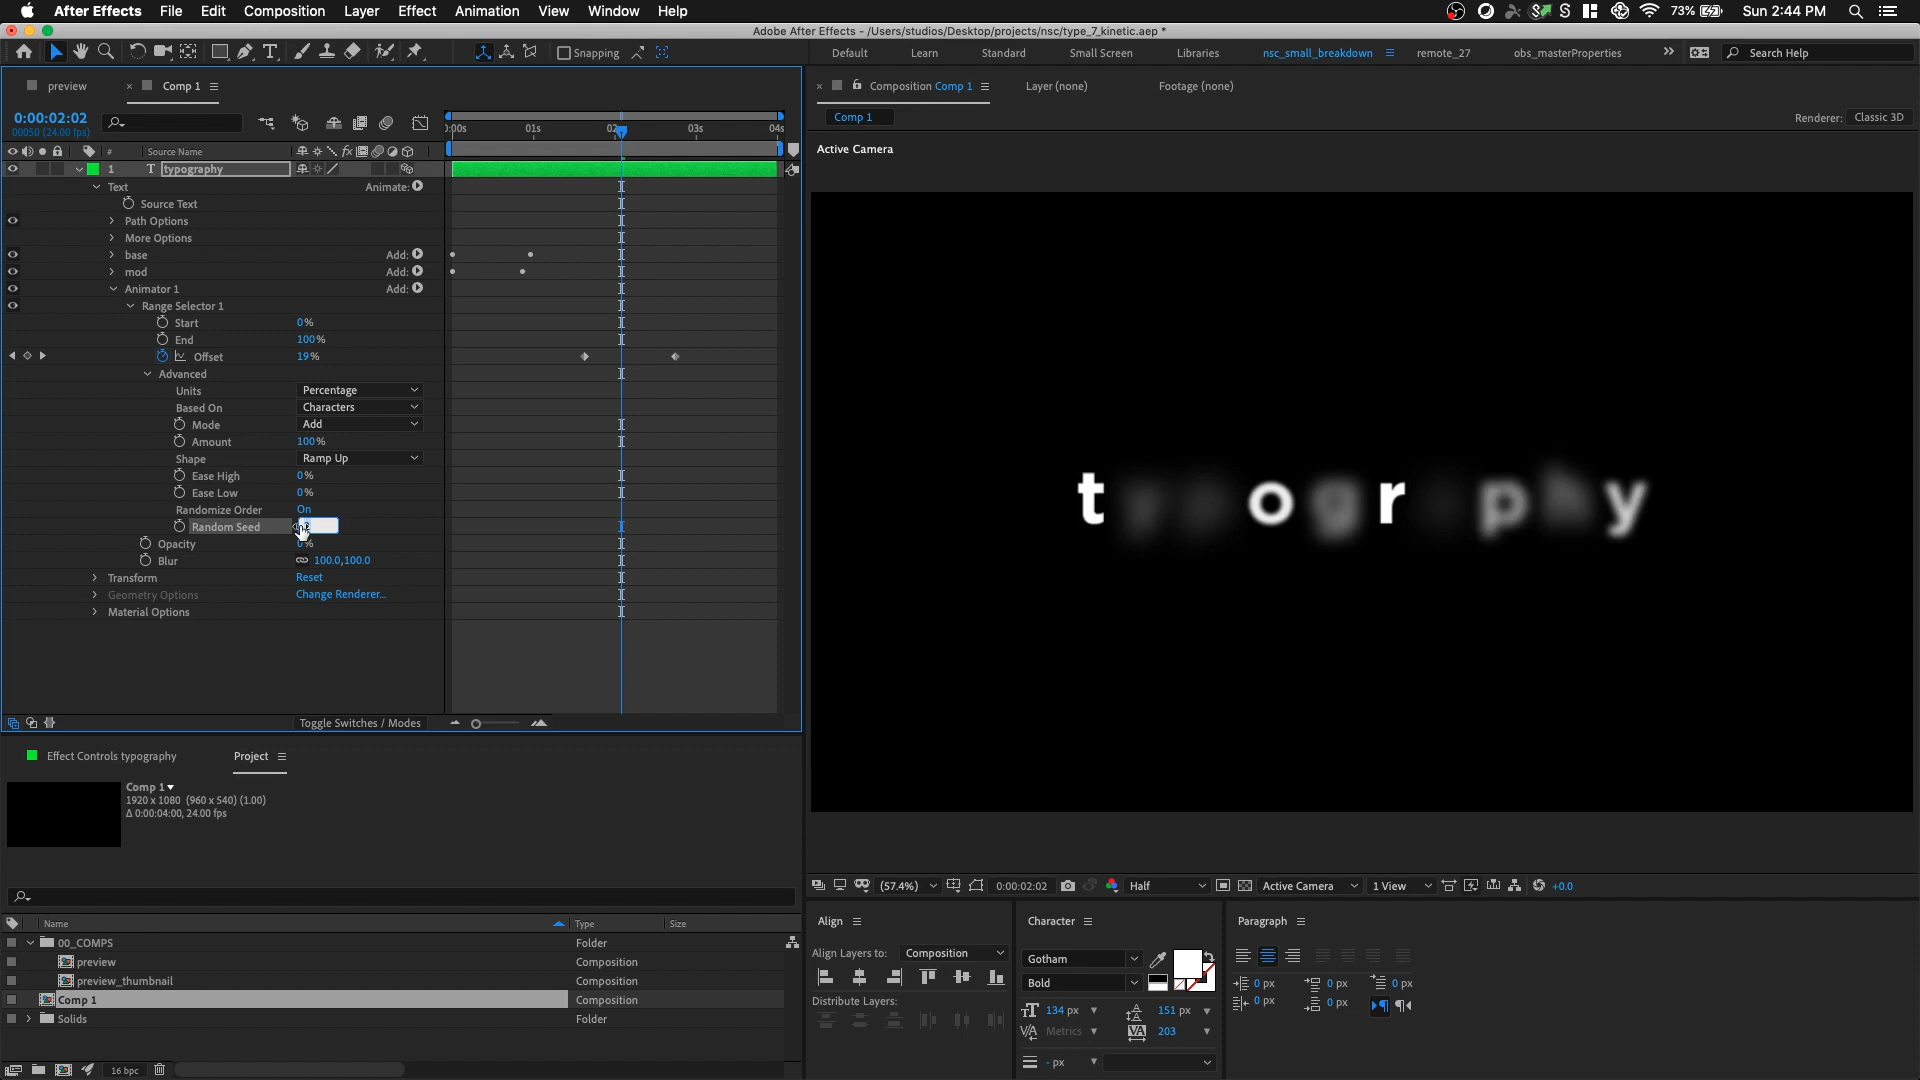 After Effects File Edit Composition Layer Effect Animation View Window Help 73% Sun 2:44 PM
Adobe After Effects - /Users/studios/Desktop/projects/nsc/type_7_kinetic.aep *
Snapping Default Learn Standard Small Screen Libraries nsc_small_breakdown remote_27 obs_masterProperties Search Help
preview Comp 1
Composition Comp 1 Layer (none) Footage (none)
0:00:02:02
00050 (24.00 fps)
01s 03s 04s
Comp 1 Renderer: Classic 3D
Active Camera
# Source Name fx
1 T typography
Text Animate:
Source Text
Path Options
More Options
base Add:
mod Add:
Animator 1 Add:
Range Selector 1
Start 0%
End 100%
Offset 19%
Advanced
Units Percentage
Based On Characters
Mode Add
Amount 100%
Shape Ramp Up
Ease High 0%
Ease Low 0%
Randomize Order On
Random Seed
Opacity 0%
Blur 100.0,100.0
Transform Reset
Geometry Options Change Renderer...
Material Options
typography
Toggle Switches / Modes
Effect Controls typography Project
Comp 1
1920 x 1080 (960 x 540) (1.00)
Δ 0:00:04:00, 24.00 fps
(57.4%) 0:00:02:02 Half Active Camera 1 View +0.0
Name Type Size
00_COMPS Folder
preview Composition
preview_thumbnail Composition
Comp 1 Composition
Solids Folder
16 bpc
Align
Align Layers to: Composition
Distribute Layers:
Character
Gotham
Bold
134 px 151 px
Metrics 203
- px
Paragraph
0 px 0 px 0 px
0 px 0 px